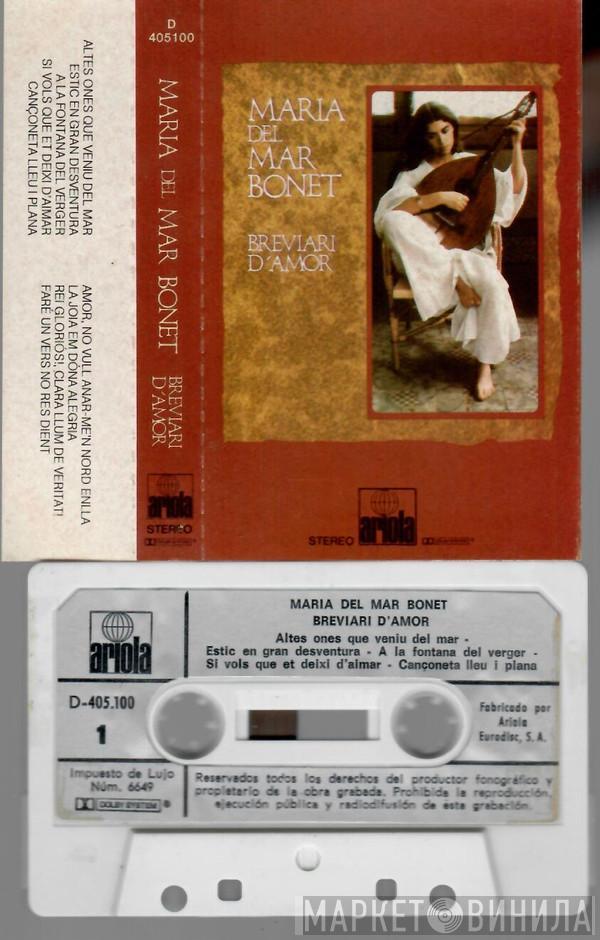 ALTES ONES QUE VENIU DEL MAR
ESTIC EN GRAN DESVENTURA
A LA FONTANA DEL VERGER
SI VOLS QUE ET DEIXI D'AIMAR
CANÇONETA LLEU I PLANA
AMOR, NO VULL ANAR-ME'N NORD ENLLA
LA JOIA EM DÓNA ALEGRIA
REI GLORIÓS!, CLARA LLUM DE VERITAT!
FARÉ UN VERS NO RES DIENT
D
405100
MARIA DEL MAR BONET
BREVIARI
D'AMOR
ariola
STEREO
MARIA
DEL
MAR
BONET
BREVIARI
D'AMOR
STEREO
ariola
MARIA DEL MAR BONET
BREVIARI D'AMOR
Altes ones que veniu del mar -
Estic en gran desventura - A la fontana del verger -
Si vols que et deixi d'aimar - Cançoneta lleu i plana
ariola
D-405.100
1
Fabricado por
Ariola
Eurodisc, S. A.
Impuesto de Lujo
Núm. 6649
DOLBY SYSTEM ®
Reservados todos los derechos del productor fonográfico y
propietario de la obra grabada. Prohibida la reproducción,
ejecución pública y radiodifusión de esta grabación.
МАРКЕТ ВИНИЛА